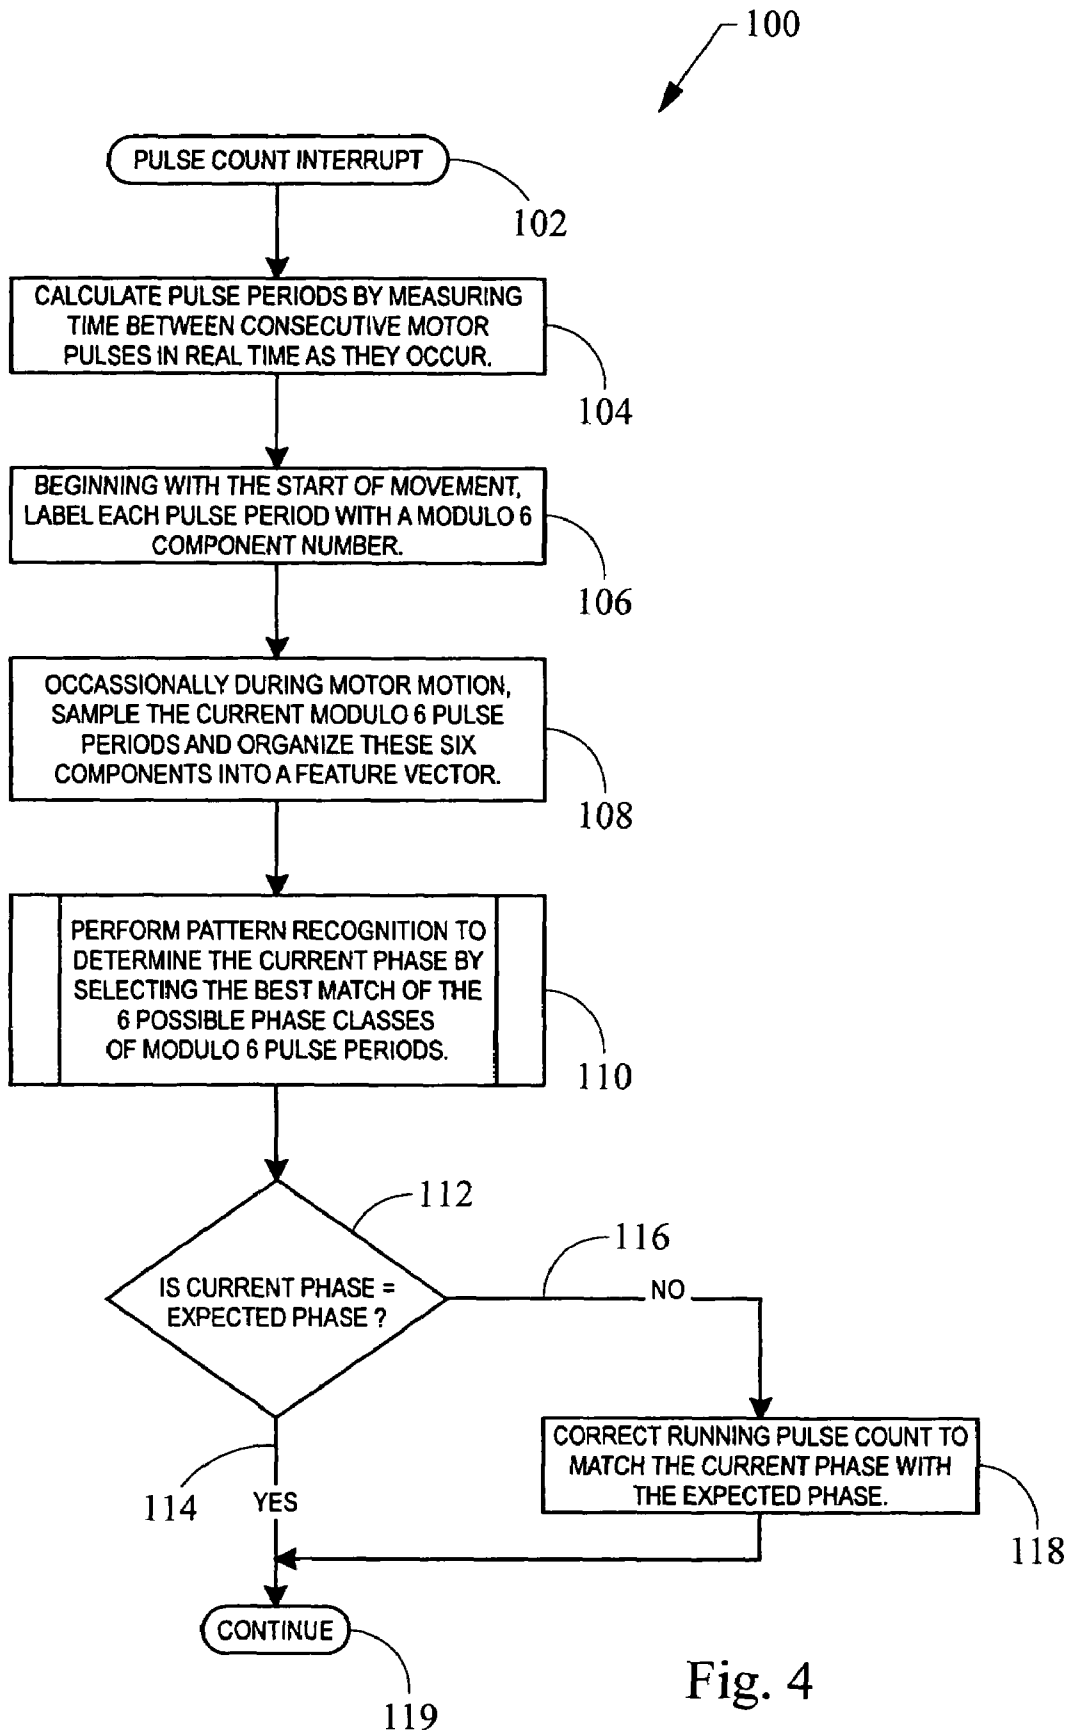 100
PULSE COUNT INTERRUPT
102
CALCULATE PULSE PERIODS BY MEASURING
TIME BETWEEN CONSECUTIVE MOTOR
PULSES IN REAL TIME AS THEY OCCUR.
104
BEGINNING WITH THE START OF MOVEMENT,
LABEL EACH PULSE PERIOD WITH A MODULO 6
COMPONENT NUMBER.
106
OCCASSIONALLY DURING MOTOR MOTION,
SAMPLE THE CURRENT MODULO 6 PULSE
PERIODS AND ORGANIZE THESE SIX
COMPONENTS INTO A FEATURE VECTOR.
108
PERFORM PATTERN RECOGNITION TO
DETERMINE THE CURRENT PHASE BY
SELECTING THE BEST MATCH OF THE
6 POSSIBLE PHASE CLASSES
OF MODULO 6 PULSE PERIODS.
110
112
IS CURRENT PHASE =
EXPECTED PHASE ?
116
NO
CORRECT RUNNING PULSE COUNT TO
MATCH THE CURRENT PHASE WITH
THE EXPECTED PHASE.
118
114
YES
CONTINUE
119
Fig. 4